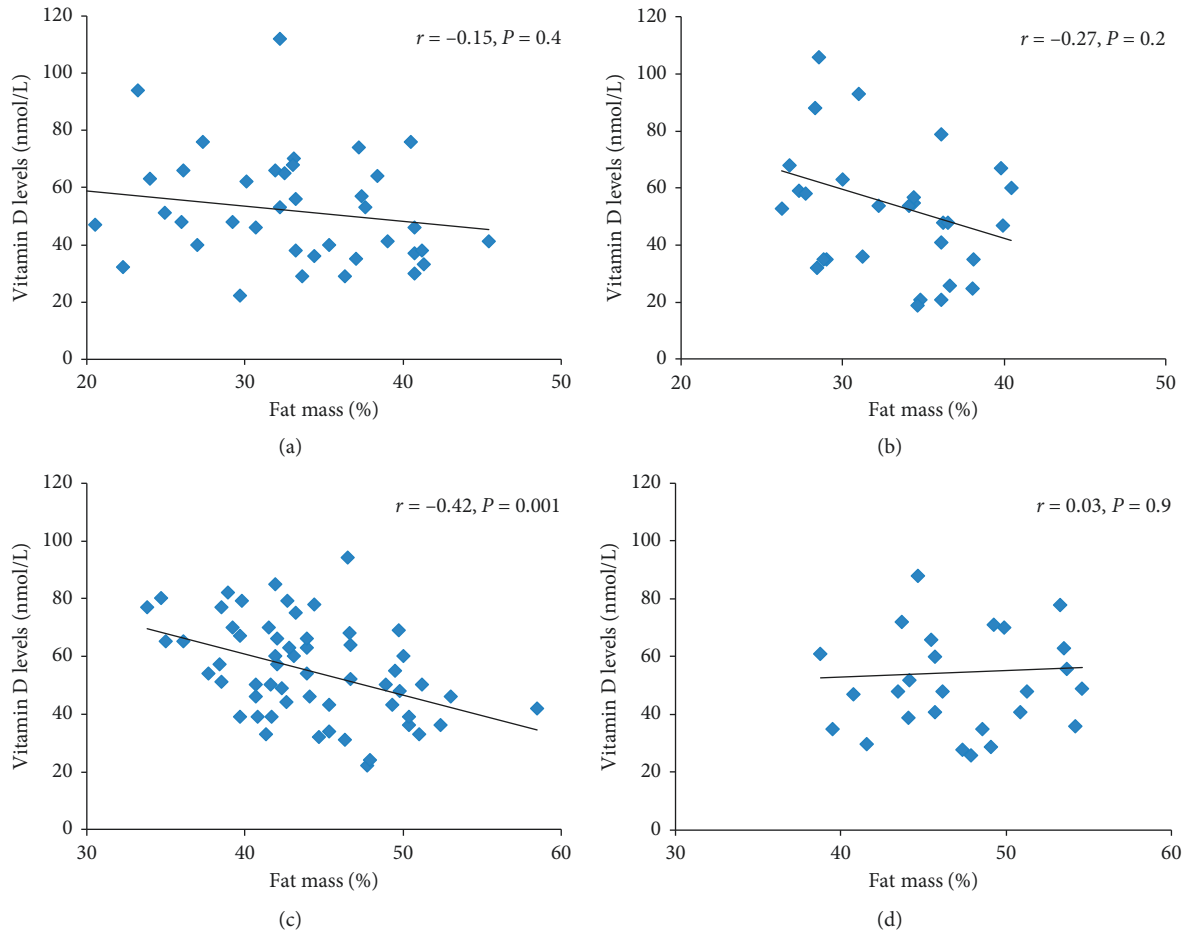 120
100
80
60
40
20
0
Vitamin D levels (nmol/L)
r = –0.15, P = 0.4
20 30 40 50
Fat mass (%)
(a)
120
100
80
60
40
20
0
Vitamin D levels (nmol/L)
r = –0.27, P = 0.2
20 30 40 50
Fat mass (%)
(b)
120
100
80
60
40
20
0
Vitamin D levels (nmol/L)
r = –0.42, P = 0.001
30 40 50 60
Fat mass (%)
(c)
120
100
80
60
40
20
0
Vitamin D levels (nmol/L)
r = 0.03, P = 0.9
30 40 50 60
Fat mass (%)
(d)